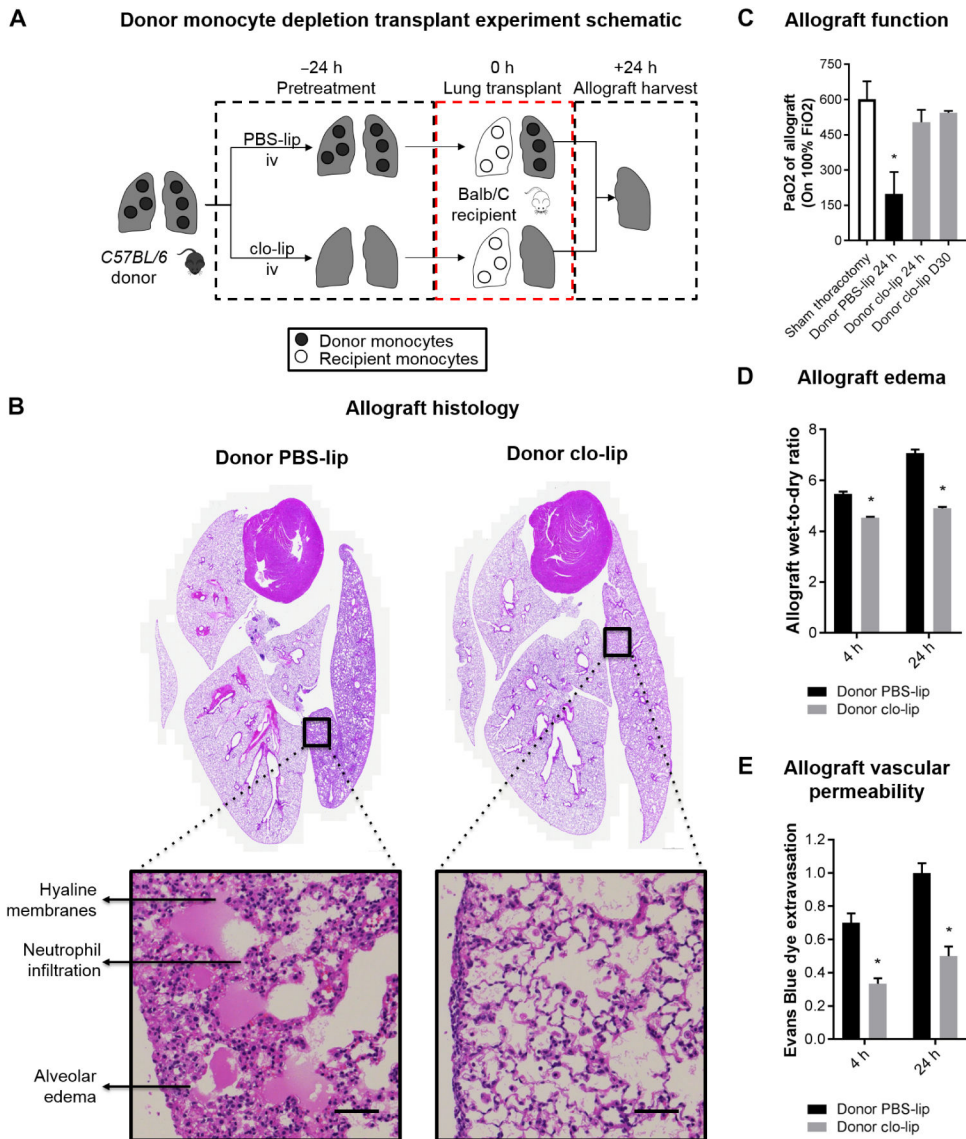 A
Donor monocyte depletion transplant experiment schematic
–24 h
Pretreatment
0 h
Lung transplant
+24 h
Allograft harvest
PBS-lip
iv
Balb/C
recipient
C57BL/6
donor
clo-lip
iv
Donor monocytes
Recipient monocytes
B
Allograft histology
Donor PBS-lip
Donor clo-lip
Hyaline
membranes
Neutrophil
infiltration
Alveolar
edema
C
Allograft function
PaO2 of allograft
(On 100% FiO2)
750
600
450
300
150
0
*
Sham thoracotomy
Donor PBS-lip 24 h
Donor clo-lip 24 h
Donor clo-lip D30
D
Allograft edema
Allograft wet-to-dry ratio
8
6
4
2
0
*
*
4 h
24 h
Donor PBS-lip
Donor clo-lip
E
Allograft vascular
permeability
Evans Blue dye extravasation
1.2
1.0
0.8
0.6
0.4
0.2
0.0
*
*
4 h
24 h
Donor PBS-lip
Donor clo-lip